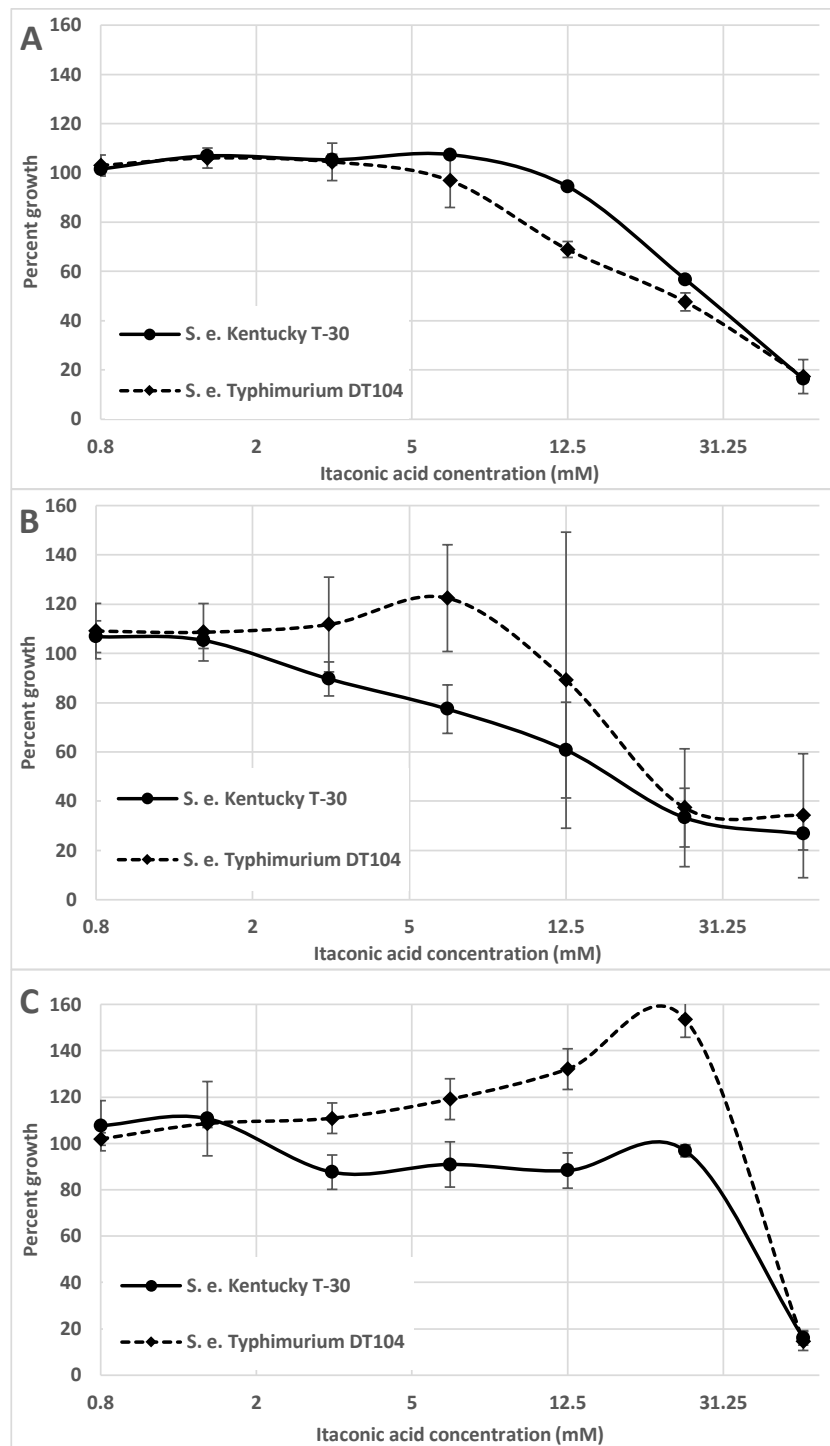 A
160
140
120
100
80
60
40
20
0
Percent growth
S. e. Kentucky T-30
S. e. Typhimurium DT104
0.8 2 5 12.5 31.25
Itaconic acid conentration (mM)
B
160
140
120
100
80
60
40
20
0
Percent growth
S. e. Kentucky T-30
S. e. Typhimurium DT104
0.8 2 5 12.5 31.25
Itaconic acid concentration (mM)
C
160
140
120
100
80
60
40
20
0
Percent growth
S. e. Kentucky T-30
S. e. Typhimurium DT104
0.8 2 5 12.5 31.25
Itaconic acid concentration (mM)